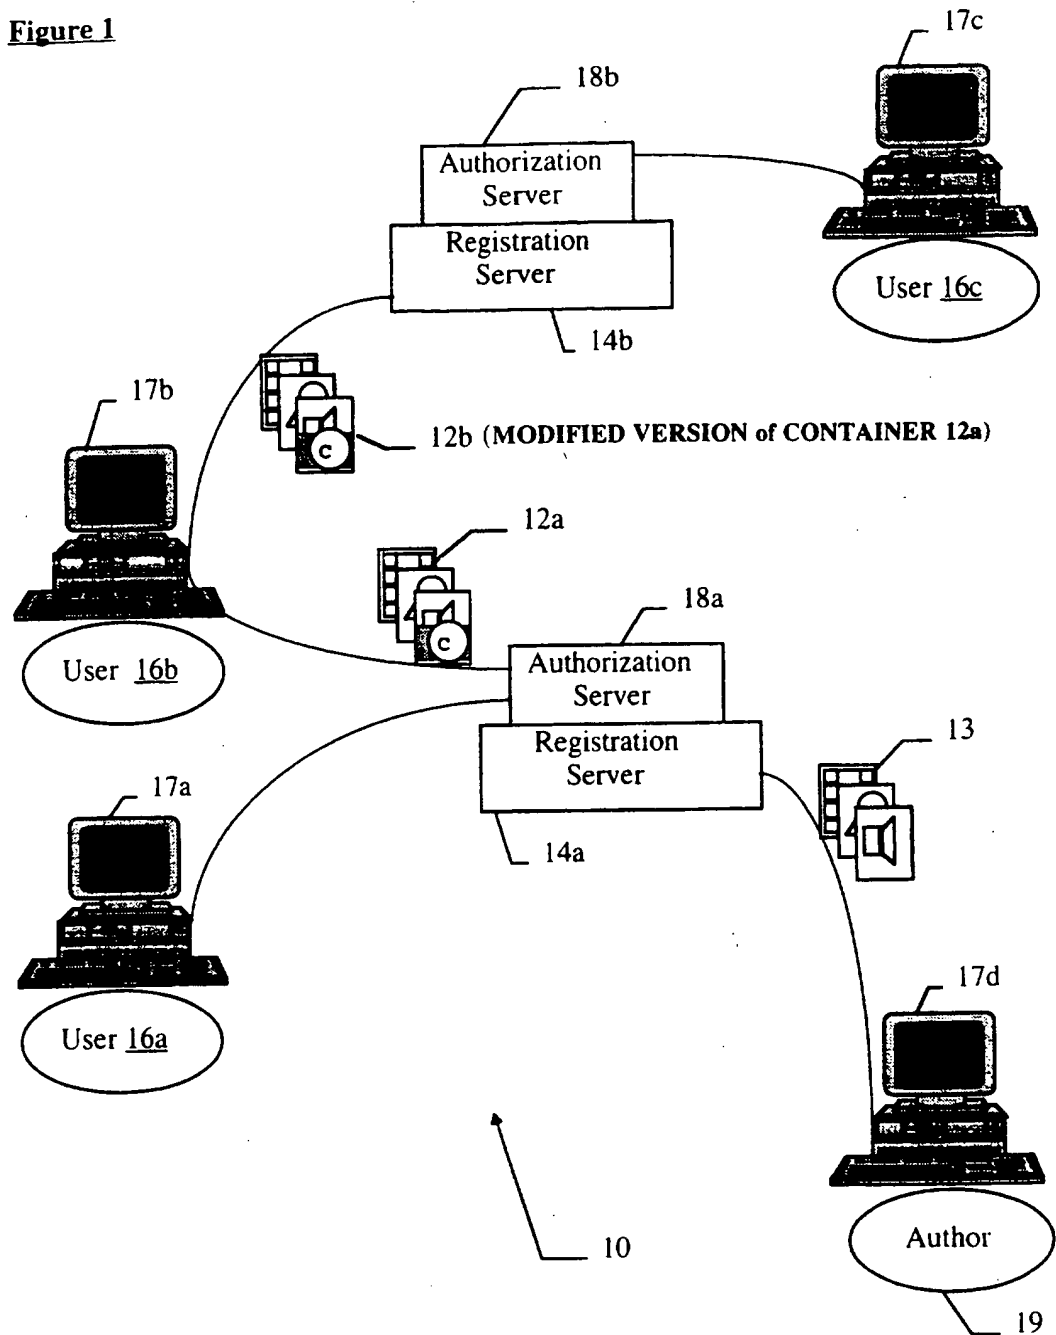 Figure 1
17c
18b
Authorization
Server
Registration
Server
User 16c
14b
17b
12b (MODIFIED VERSION of CONTAINER 12a)
C
12a
C
18a
User 16b
Authorization
Server
Registration
Server
13
17a
14a
17d
User 16a
Author
10
19